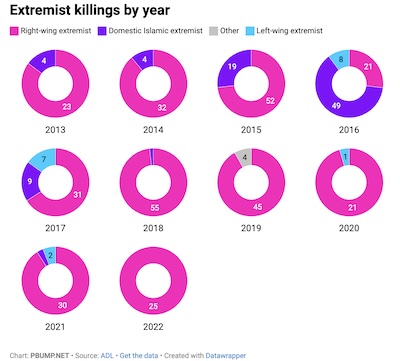 Extremist killings by year
Right-wing extremist Domestic Islamic extremist Other Left-wing extremist
4 4 19 8 21
23 32 52 49
2013 2014 2015 2016
7 4 1
9 31 55 45 21
2017 2018 2019 2020
2
30 25
2021 2022
Chart: PBUMP.NET • Source: ADL • Get the data • Created with Datawrapper